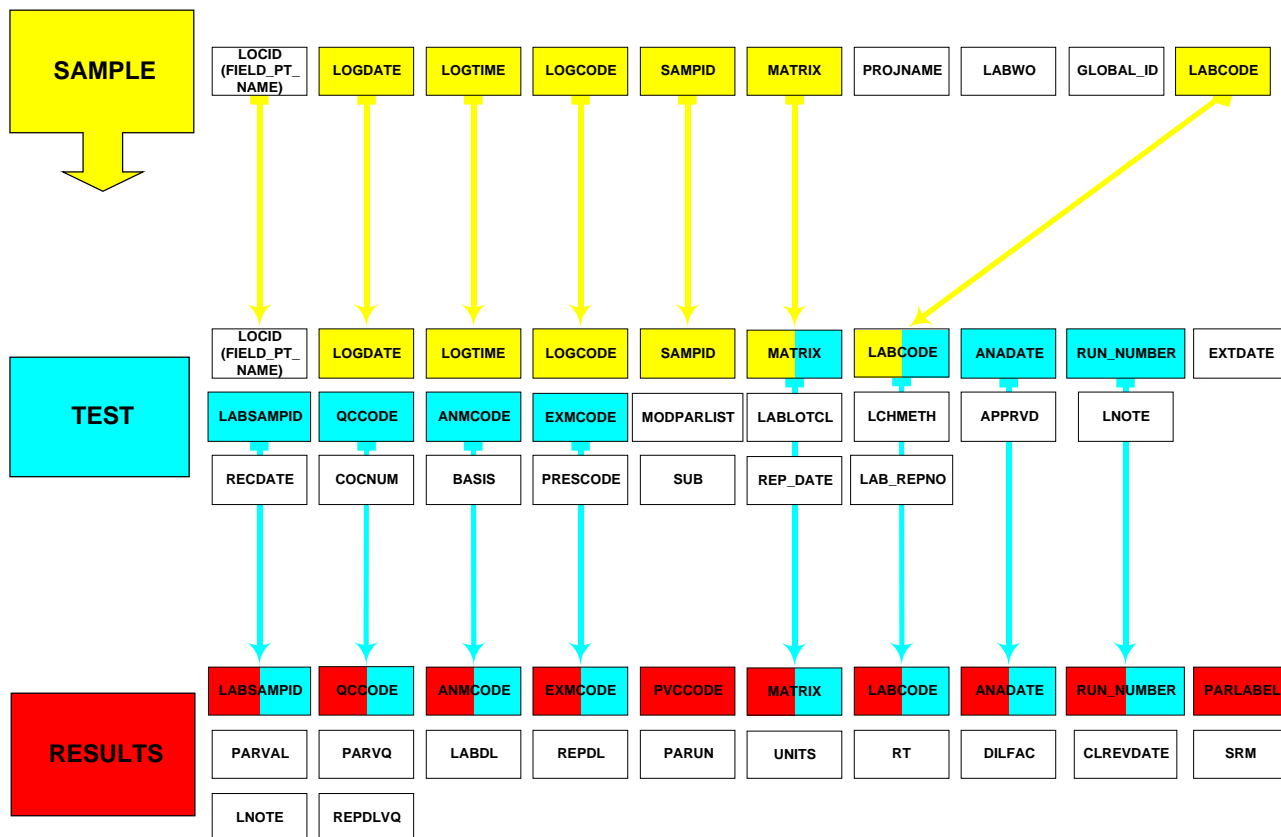 SAMPLE
LOCID
(FIELD_PT_
NAME)
LOGDATE
LOGTIME
LOGCODE
SAMPID
MATRIX
PROJNAME
LABWO
GLOBAL_ID
LABCODE
TEST
LOCID
(FIELD_PT_
NAME)
LOGDATE
LOGTIME
LOGCODE
SAMPID
MATRIX
LABCODE
ANADATE
RUN_NUMBER
EXTDATE
LABSAMPID
QCCODE
ANMCODE
EXMCODE
MODPARLIST
LABLOTCL
LCHMETH
APPRVD
LNOTE
RECDATE
COCNUM
BASIS
PRESCODE
SUB
REP_DATE
LAB_REPNO
RESULTS
LABSAMPID
QCCODE
ANMCODE
EXMCODE
PVCCODE
MATRIX
LABCODE
ANADATE
RUN_NUMBER
PARLABEL
PARVAL
PARVQ
LABDL
REPDL
PARUN
UNITS
RT
DILFAC
CLREVDATE
SRM
LNOTE
REPDLVQ